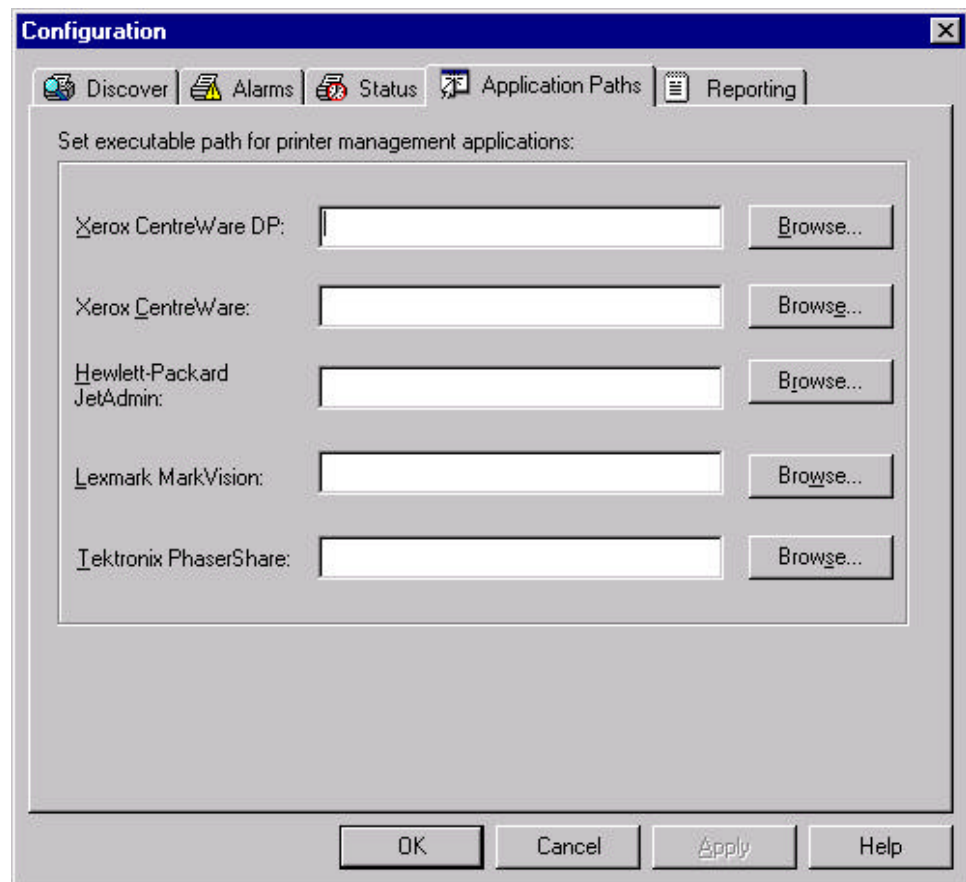 Configuration
Discover Alarms Status Application Paths Reporting
Set executable path for printer management applications:
Xerox CentreWare DP: Browse...
Xerox CentreWare: Browse...
Hewlett-Packard
JetAdmin: Browse...
Lexmark MarkVision: Browse...
Tektronix PhaserShare: Browse...
OK Cancel Apply Help